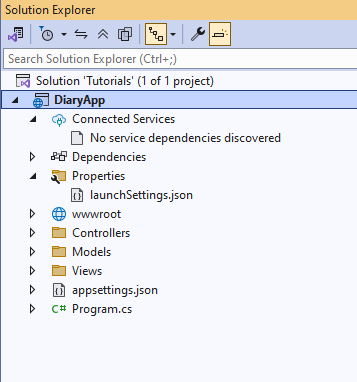 Solution Explorer
Search Solution Explorer (Ctrl+;)
Solution 'Tutorials' (1 of 1 project)
DiaryApp
Connected Services
No service dependencies discovered
Dependencies
Properties
launchSettings.json
wwwroot
Controllers
Models
Views
appsettings.json
C# Program.cs